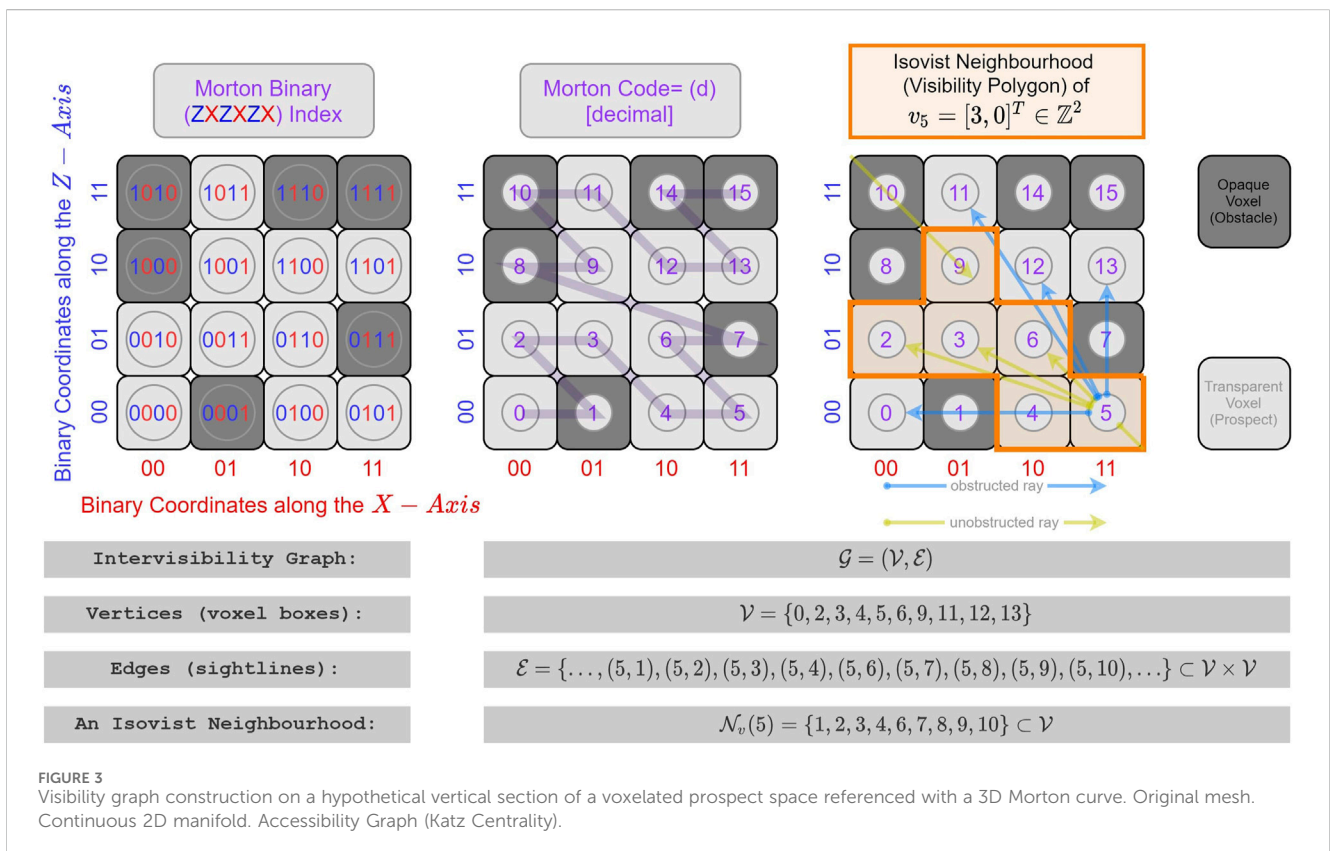 Morton Binary
(ZXZXZX) Index
Morton Code= (d)
[decimal]
Isovist Neighbourhood
(Visibility Polygon) of
v₅ = [3, 0]ᵀ ∈ ℤ²
Binary Coordinates along the Z − Axis
11
1010 1011 1110 1111
10
1000 1001 1100 1101
01
0010 0011 0110 0111
00
0000 0001 0100 0101
00 01 10 11
Binary Coordinates along the X − Axis
11
10 11 14 15
10
8 9 12 13
01
2 3 6 7
00
0 1 4 5
00 01 10 11
11
10 11 14 15
10
8 9 12 13
01
2 3 6 7
00
0 1 4 5
00 01 10 11
obstructed ray
unobstructed ray
Opaque
Voxel
(Obstacle)
Transparent
Voxel
(Prospect)
Intervisibility Graph: 𝒢 = (𝒱, ℰ)
Vertices (voxel boxes): 𝒱 = {0, 2, 3, 4, 5, 6, 9, 11, 12, 13}
Edges (sightlines): ℰ = {…, (5, 1), (5, 2), (5, 3), (5, 4), (5, 6), (5, 7), (5, 8), (5, 9), (5, 10), …} ⊂ 𝒱 × 𝒱
An Isovist Neighbourhood: 𝒩ᵥ(5) = {1, 2, 3, 4, 6, 7, 8, 9, 10} ⊂ 𝒱
FIGURE 3
Visibility graph construction on a hypothetical vertical section of a voxelated prospect space referenced with a 3D Morton curve. Original mesh.
Continuous 2D manifold. Accessibility Graph (Katz Centrality).